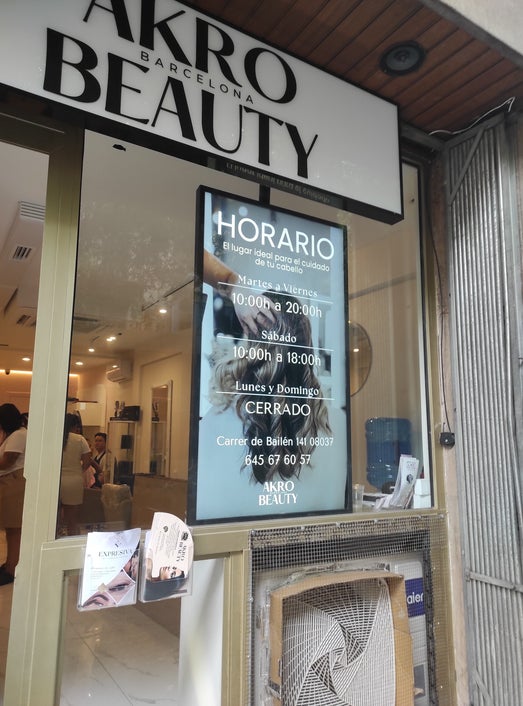 AKRO
BARCELONA
BEAUTY
HORARIO
El lugar ideal para el cuidado
de tu cabello
Martes a Viernes
10:00h a 20:00h
Sábado
10:00h a 18:00h
Lunes y Domingo
CERRADO
Carrer de Bailén 141 08037
645 67 60 57
AKRO
BEAUTY
EXPRESIVA